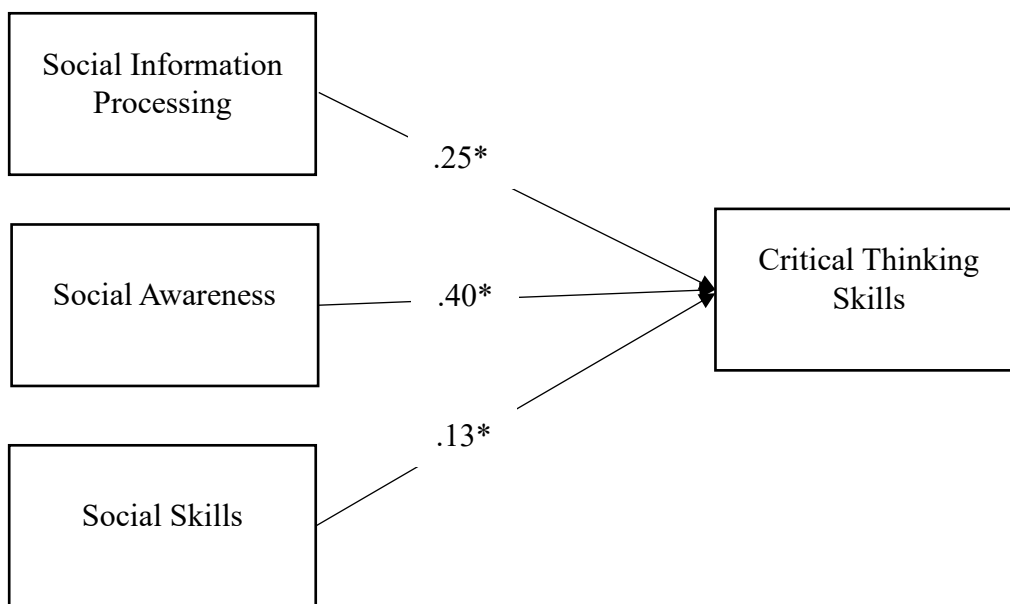 Social Information
Processing
.25*
Social Awareness
.40*
Critical Thinking
Skills
.13*
Social Skills